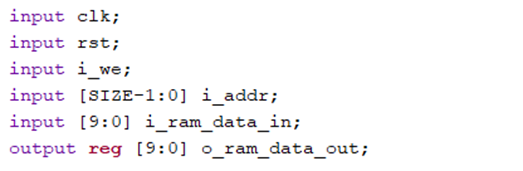 input clk;
input rst;
input i_we;
input [SIZE-1:0] i_addr;
input [9:0] i_ram_data_in;
output reg [9:0] o_ram_data_out;